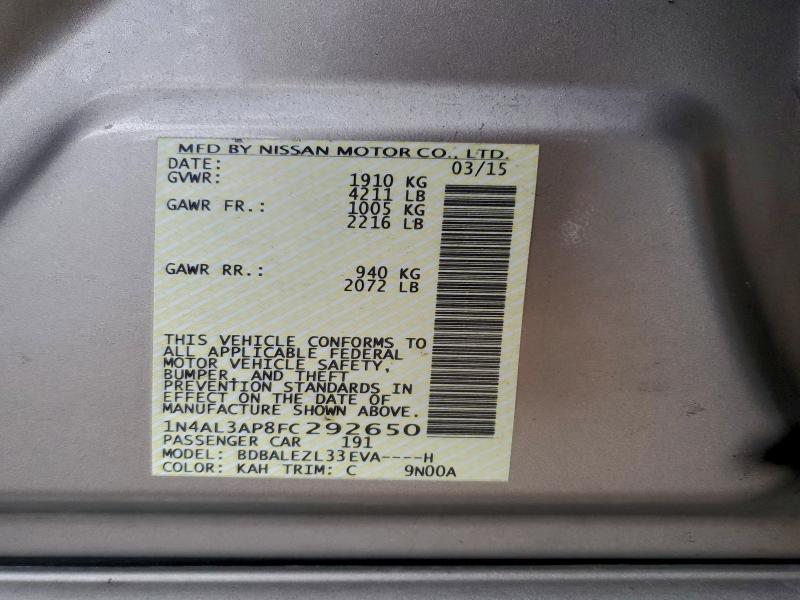 MFD BY NISSAN MOTOR CO., LTD.
DATE: 03/15
GVWR: 1910 KG
4211 LB
GAWR FR.: 1005 KG
2216 LB
GAWR RR.: 940 KG
2072 LB
THIS VEHICLE CONFORMS TO
ALL APPLICABLE FEDERAL
MOTOR VEHICLE SAFETY,
BUMPER, AND THEFT
PREVENTION STANDARDS IN
EFFECT ON THE DATE OF
MANUFACTURE SHOWN ABOVE.
1N4AL3AP8FC292650
PASSENGER CAR 191
MODEL: BDBALEZL33EVA----H
COLOR: KAH TRIM: C 9N00A